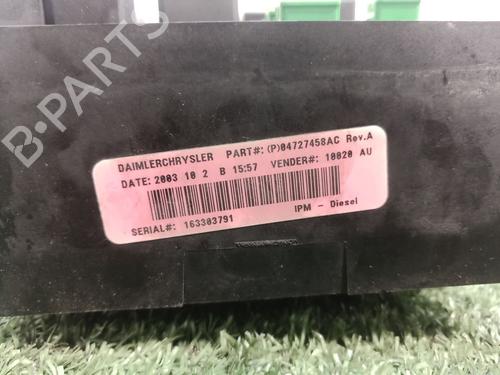 B-PARTS
DAIMLERCHRYSLER PART#: (P)04727458AC Rev.A
DATE: 2003 10 2 B 15:57 VENDER#: 10020 AU
SERIAL#: 163303791 IPM - Diesel